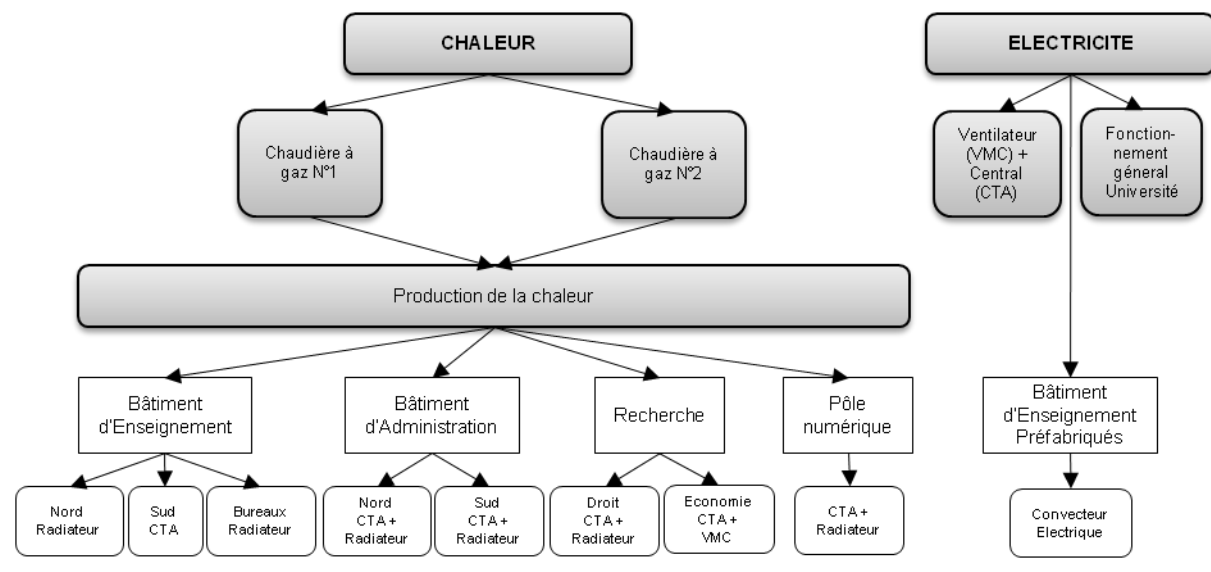 CHALEUR
ELECTRICITE
Chaudière à
gaz N°1
Chaudière à
gaz N°2
Ventilateur
(VMC) +
Central
(CTA)
Fonction-
nement
géneral
Université
Production de la chaleur
Bâtiment
d'Enseignement
Bâtiment
d'Administration
Recherche
Pôle
numérique
Bâtiment
d'Enseignement
Préfabriqués
Nord
Radiateur
Sud
CTA
Bureaux
Radiateur
Nord
CTA +
Radiateur
Sud
CTA +
Radiateur
Droit
CTA +
Radiateur
Economie
CTA +
VMC
CTA +
Radiateur
Convecteur
Electrique